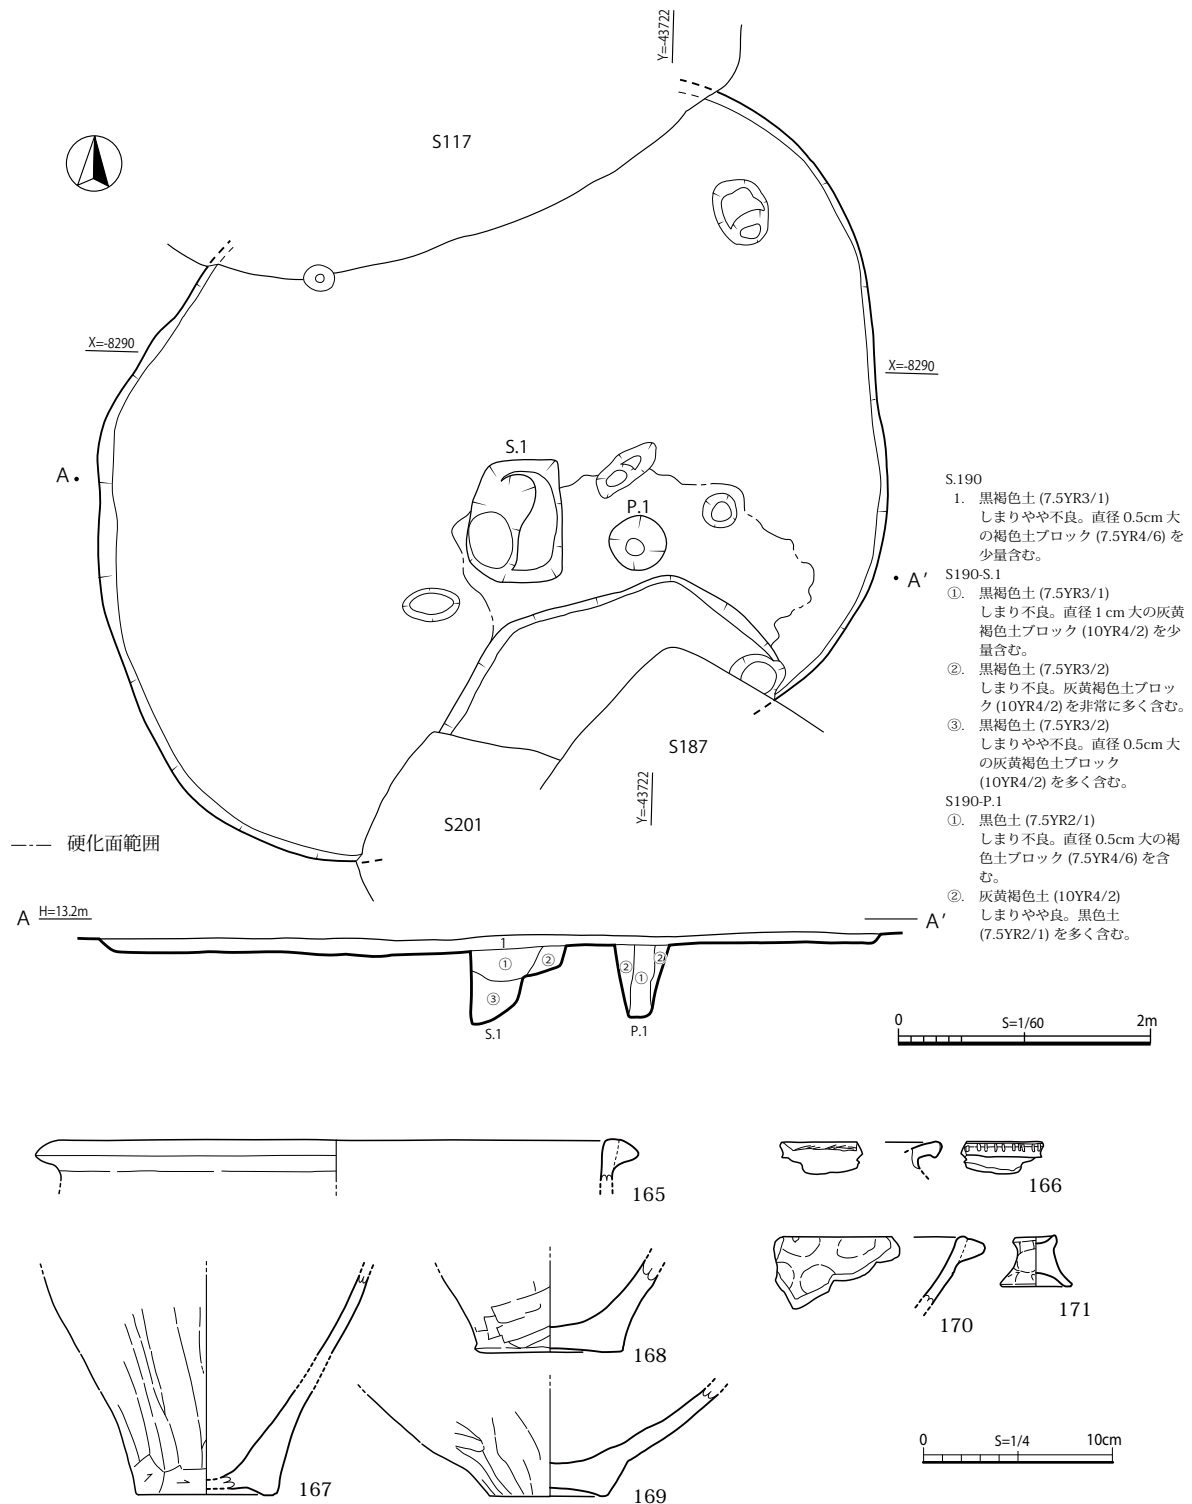 Y=-43722
S117
X=-8290
X=-8290
A
S.1
P.1
A′
S187
Y=-43722
S201
硬化面範囲
S.190
1. 黒褐色土 (7.5YR3/1)
しまりやや不良。直径 0.5cm 大
の褐色土ブロック (7.5YR4/6) を
少量含む。
S190-S.1
①. 黒褐色土 (7.5YR3/1)
しまり不良。直径 1 cm 大の灰黄
褐色土ブロック (10YR4/2) を少
量含む。
②. 黒褐色土 (7.5YR3/2)
しまり不良。灰黄褐色土ブロッ
ク (10YR4/2) を非常に多く含む。
③. 黒褐色土 (7.5YR3/2)
しまりやや不良。直径 0.5cm 大
の灰黄褐色土ブロック
(10YR4/2) を多く含む。
S190-P.1
①. 黒色土 (7.5YR2/1)
しまり不良。直径 0.5cm 大の褐
色土ブロック (7.5YR4/6) を含
む。
②. 灰黄褐色土 (10YR4/2)
しまりやや良。黒色土
(7.5YR2/1) を多く含む。
A H=13.2m A′
1
① ② ② ① ②
③
S.1 P.1
0 S=1/60 2m
165
166
167
168
169
170
171
0 S=1/4 10cm